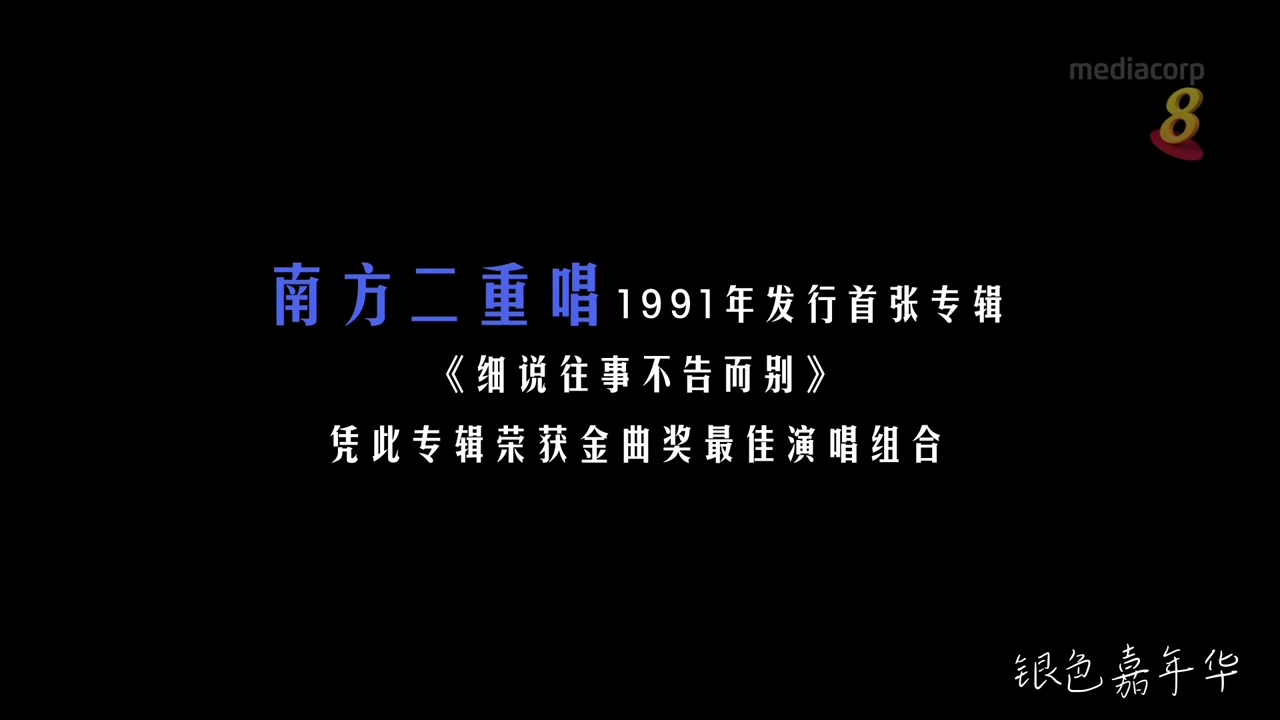 mediacorp
8
南方二重唱 1991年发行首张专辑
《细说往事不告而别》
凭此专辑荣获金曲奖最佳演唱组合
银色嘉年华